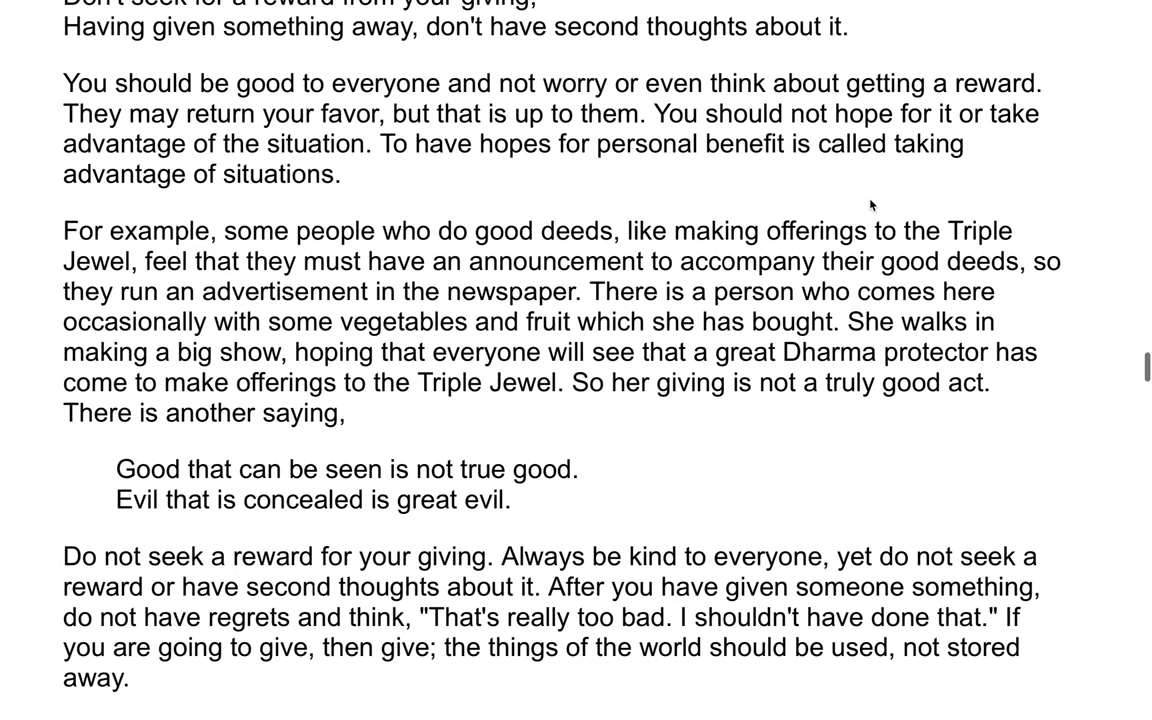 Don't seek for a reward from your giving,
Having given something away, don't have second thoughts about it.
You should be good to everyone and not worry or even think about getting a reward.
They may return your favor, but that is up to them. You should not hope for it or take
advantage of the situation. To have hopes for personal benefit is called taking
advantage of situations.
For example, some people who do good deeds, like making offerings to the Triple
Jewel, feel that they must have an announcement to accompany their good deeds, so
they run an advertisement in the newspaper. There is a person who comes here
occasionally with some vegetables and fruit which she has bought. She walks in
making a big show, hoping that everyone will see that a great Dharma protector has
come to make offerings to the Triple Jewel. So her giving is not a truly good act.
There is another saying,
Good that can be seen is not true good.
Evil that is concealed is great evil.
Do not seek a reward for your giving. Always be kind to everyone, yet do not seek a
reward or have second thoughts about it. After you have given someone something,
do not have regrets and think, "That's really too bad. I shouldn't have done that." If
you are going to give, then give; the things of the world should be used, not stored
away.